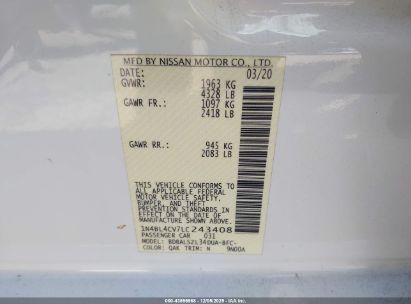 MFD BY NISSAN MOTOR CO., LTD.
DATE: 03/20
GVWR: 1963 KG
4328 LB
GAWR FR.: 1097 KG
2418 LB
GAWR RR.: 945 KG
2083 LB
THIS VEHICLE CONFORMS TO
ALL APPLICABLE FEDERAL
MOTOR VEHICLE SAFETY,
BUMPER, AND THEFT
PREVENTION STANDARDS IN
EFFECT ON THE DATE OF
MANUFACTURE SHOWN ABOVE.
1N4BL4CV7LC243408
PASSENGER CAR 031
MODEL:
COLOR: QAK TRIM: N